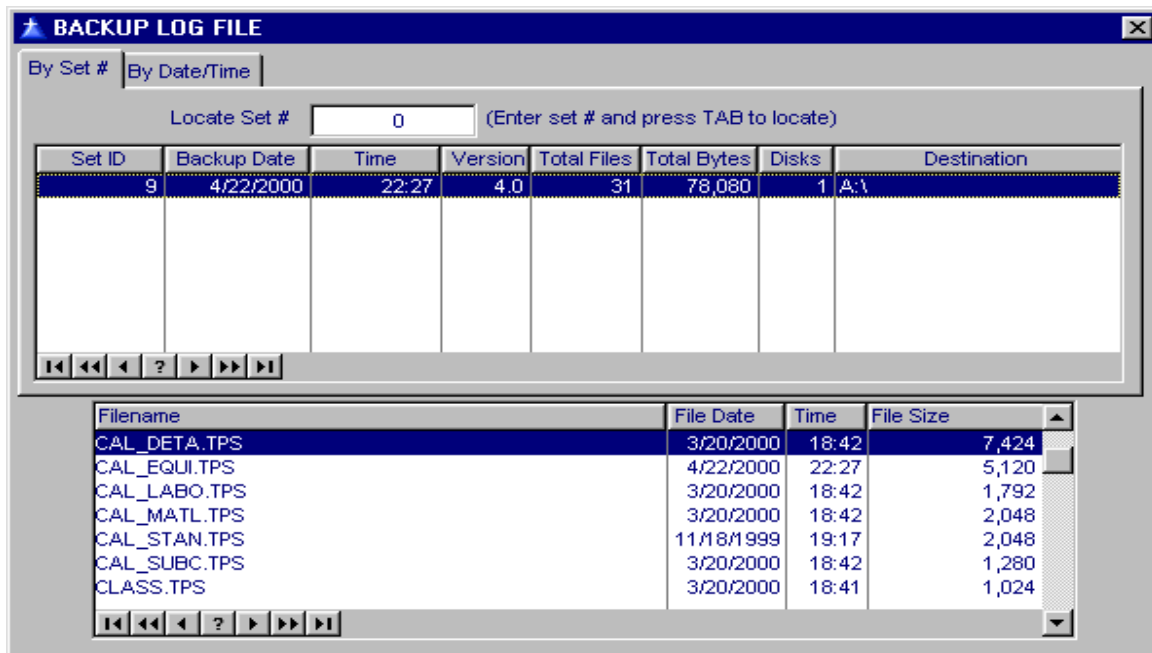 BACKUP LOG FILE
By Set # By Date/Time
Locate Set # 0 (Enter set # and press TAB to locate)
Set ID Backup Date Time Version Total Files Total Bytes Disks Destination
9 4/22/2000 22:27 4.0 31 78,080 1 A:\
?
Filename File Date Time File Size
CAL_DETA.TPS 3/20/2000 18:42 7,424
CAL_EQUI.TPS 4/22/2000 22:27 5,120
CAL_LABO.TPS 3/20/2000 18:42 1,792
CAL_MATL.TPS 3/20/2000 18:42 2,048
CAL_STAN.TPS 11/18/1999 19:17 2,048
CAL_SUBC.TPS 3/20/2000 18:42 1,280
CLASS.TPS 3/20/2000 18:41 1,024
?